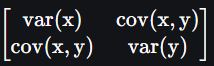 var(x) cov(x, y)
cov(x, y) var(y)